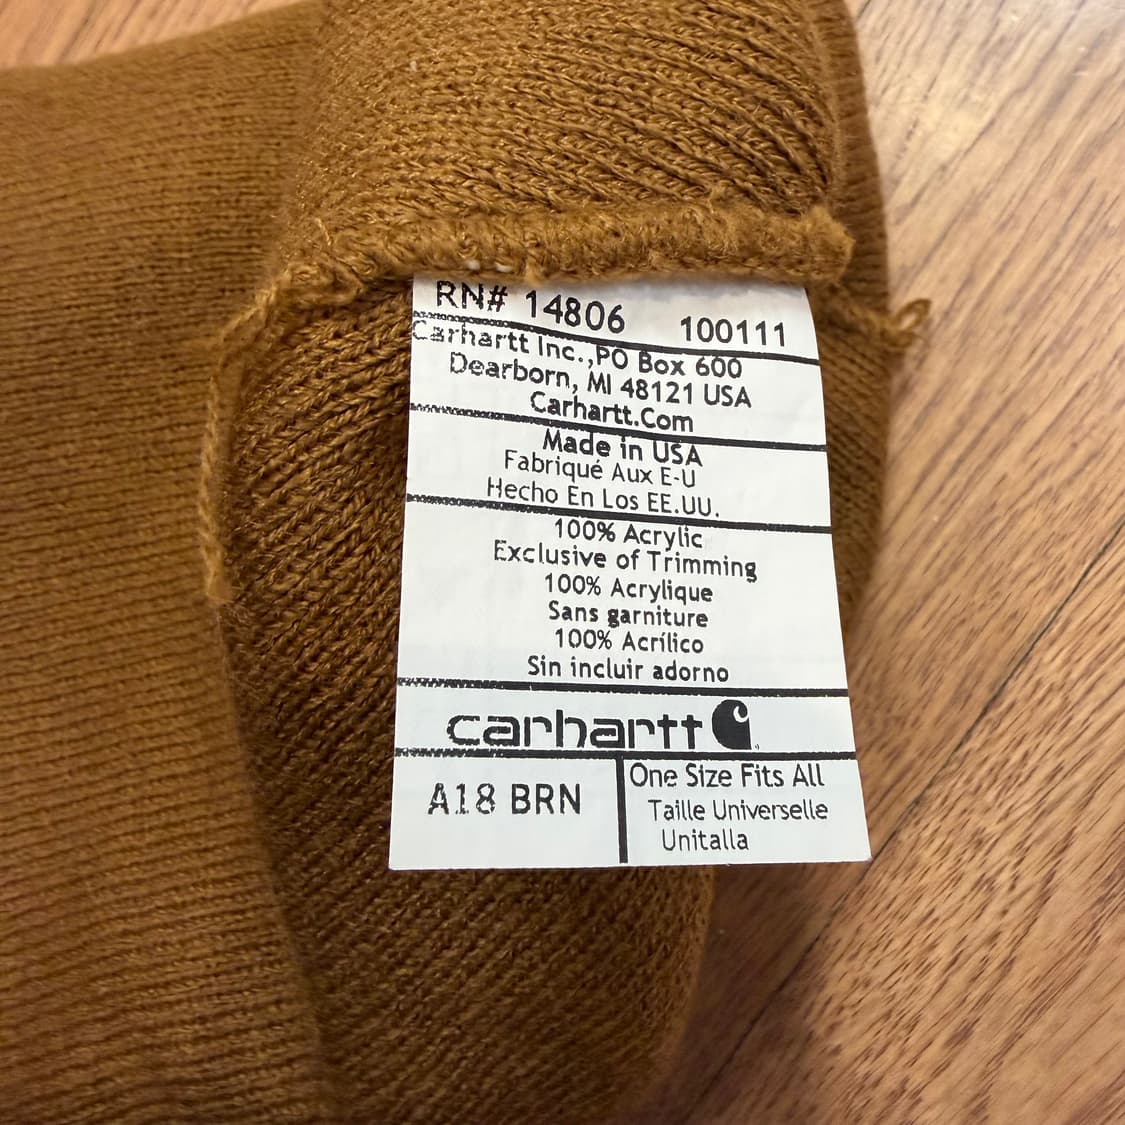 RN# 14806 100111
Carhartt Inc.,PO Box 600
Dearborn, MI 48121 USA
Carhartt.Com
Made in USA
Fabriqué Aux E-U
Hecho En Los EE.UU.
100% Acrylic
Exclusive of Trimming
100% Acrylique
Sans garniture
100% Acrílico
Sin incluir adorno
carhartt
A18 BRN
One Size Fits All
Taille Universelle
Unitalla